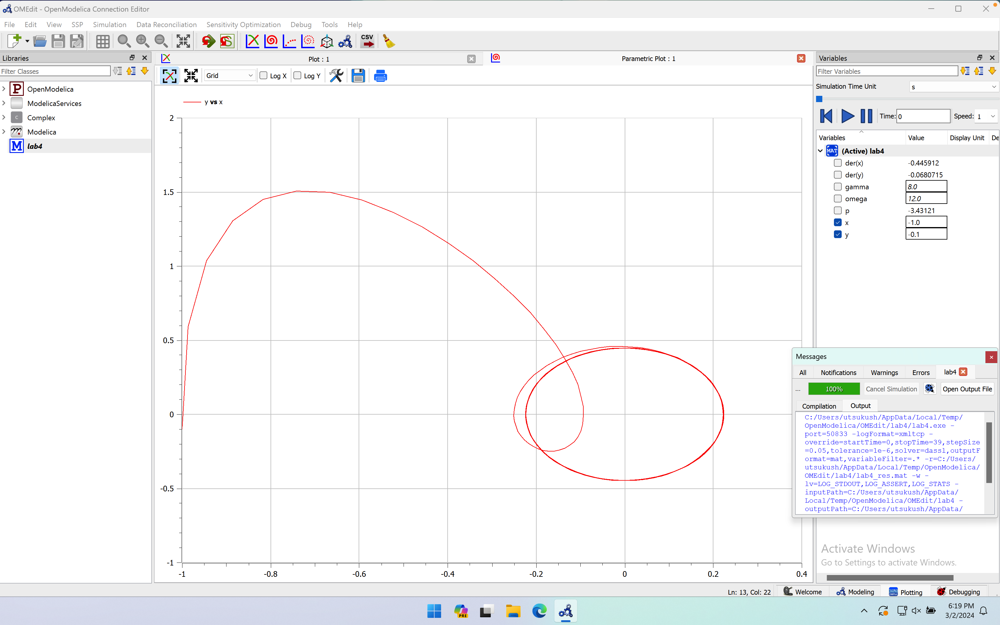 OMEdit - OpenModelica Connection Editor
File Edit View SSP Simulation Data Reconciliation Sensitivity Optimization Debug Tools Help
CSV
Libraries
Filter Classes
P OpenModelica
ModelicaServices
C Complex
Modelica
M lab4
Plot : 1
Parametric Plot : 1
Grid Log X Log Y
y vs x
2
1.5
1
0.5
0
-0.5
-1
-1 -0.8 -0.6 -0.4 -0.2 0 0.2 0.4
Variables
Filter Variables
Simulation Time Unit s
Time: 0 Speed: 1
Variables Value Display Unit De
MAT (Active) lab4
der(x) -0.445912
der(y) -0.0680715
gamma 8.0
omega 12.0
p -3.43121
x -1.0
y -0.1
Messages
All Notifications Warnings Errors lab4
... 100% Cancel Simulation Open Output File
Compilation Output
C:/Users/utsukush/AppData/Local/Temp/
OpenModelica/OMEdit/lab4/lab4.exe -
port=50833 -logFormat=xmltcp -
override=startTime=0,stopTime=39,stepSize
=0.05,tolerance=1e-6,solver=dassl,outputF
ormat=mat,variableFilter=.* -r=C:/Users/
utsukush/AppData/Local/Temp/OpenModelica/
OMEdit/lab4/lab4_res.mat -w -
lv=LOG_STDOUT,LOG_ASSERT,LOG_STATS -
inputPath=C:/Users/utsukush/AppData/
Local/Temp/OpenModelica/OMEdit/lab4 -
outputPath=C:/Users/utsukush/AppData/
Activate Windows
Go to Settings to activate Windows.
Ln: 13, Col: 22 Welcome Modeling Plotting Debugging
PRE
6:19 PM
3/2/2024